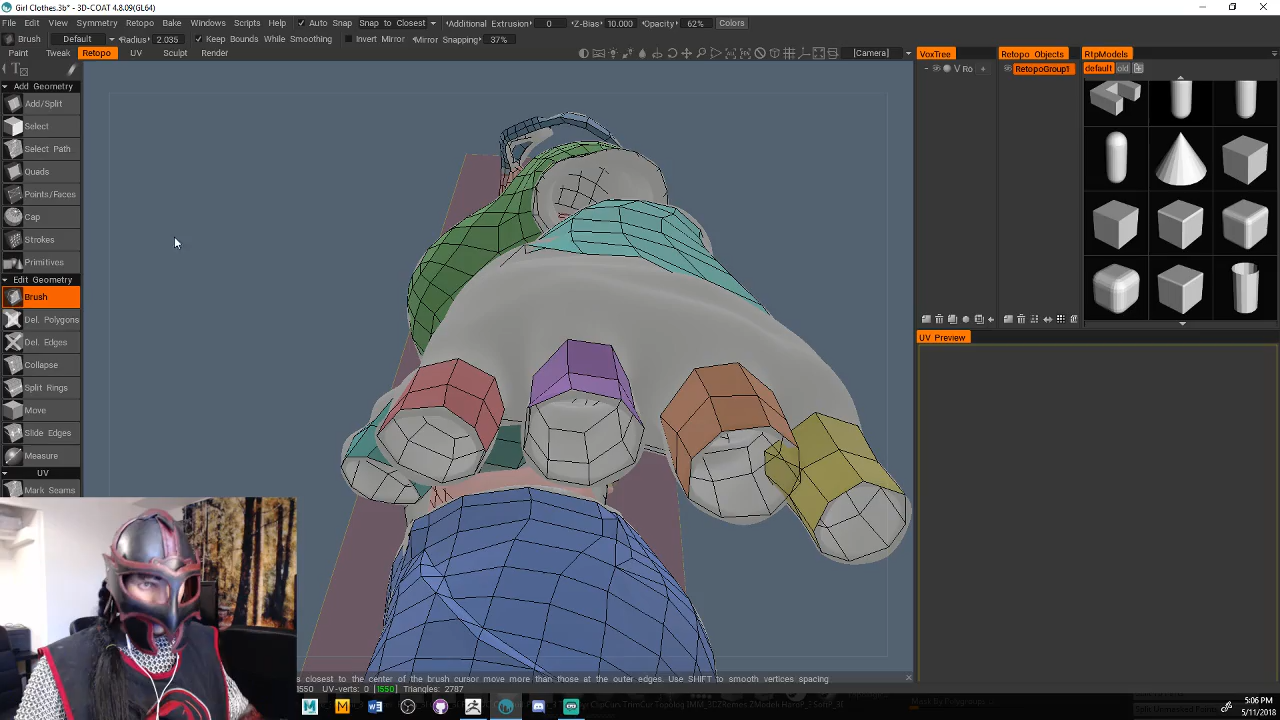 Girl Clothes.3b* - 3D-COAT 4.8.09(GL64)
File Edit View Geometry Symmetry Retopo Bake Windows Scripts Help Auto Snap Snap to Closest Additional Extrusion 0 Z-Bias 10.000 Opacity 62% Colors
Brush Default Radius 2.035 Keep Bounds While Smoothing Invert Mirror Mirror Snapping 37%
Paint Tweak Retopo UV Sculpt Render [Camera] VoxTree Retopo Objects RtpModels
V Ro + RetopoGroup1 default old
Add Geometry
Add/Split
Select
Select Path
Quads
Points/Faces
Cap
Strokes
Primitives
Edit Geometry
Brush
Del. Polygons
Del. Edges
Collapse
Split Rings
Move
Slide Edges
Measure
UV
Mark Seams
UV Preview
s closest to the center of the brush cursor move more than those at the outer edges. Use SHIFT to smooth vertices spacing
1550 UV-verts: 0 [1550] Triangles: 2787
5:06 PM
5/11/2018